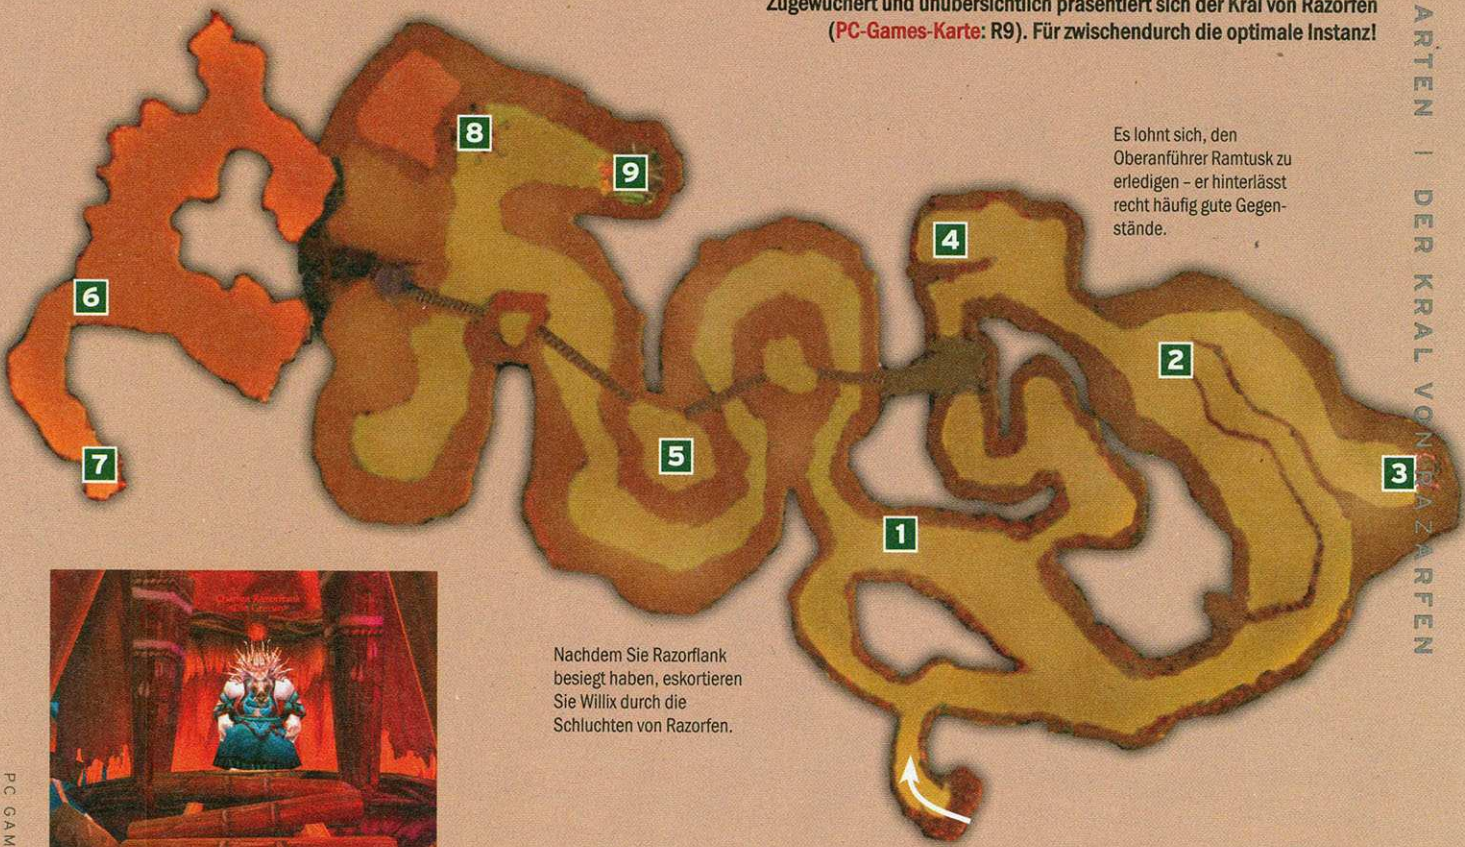 Zugewuchert und unübersichtlich präsentiert sich der Kral von Razorfen
(PC-Games-Karte: R9). Für zwischendurch die optimale Instanz!
ARTEN | DER KRAL VON RAZARFEN
Es lohnt sich, den
Oberanführer Ramtusk zu
erledigen – er hinterlässt
recht häufig gute Gegen-
stände.
8
9
4
6
2
5
7
3
1
Nachdem Sie Razorflank
besiegt haben, eskortieren
Sie Willix durch die
Schluchten von Razorfen.
PC GAM